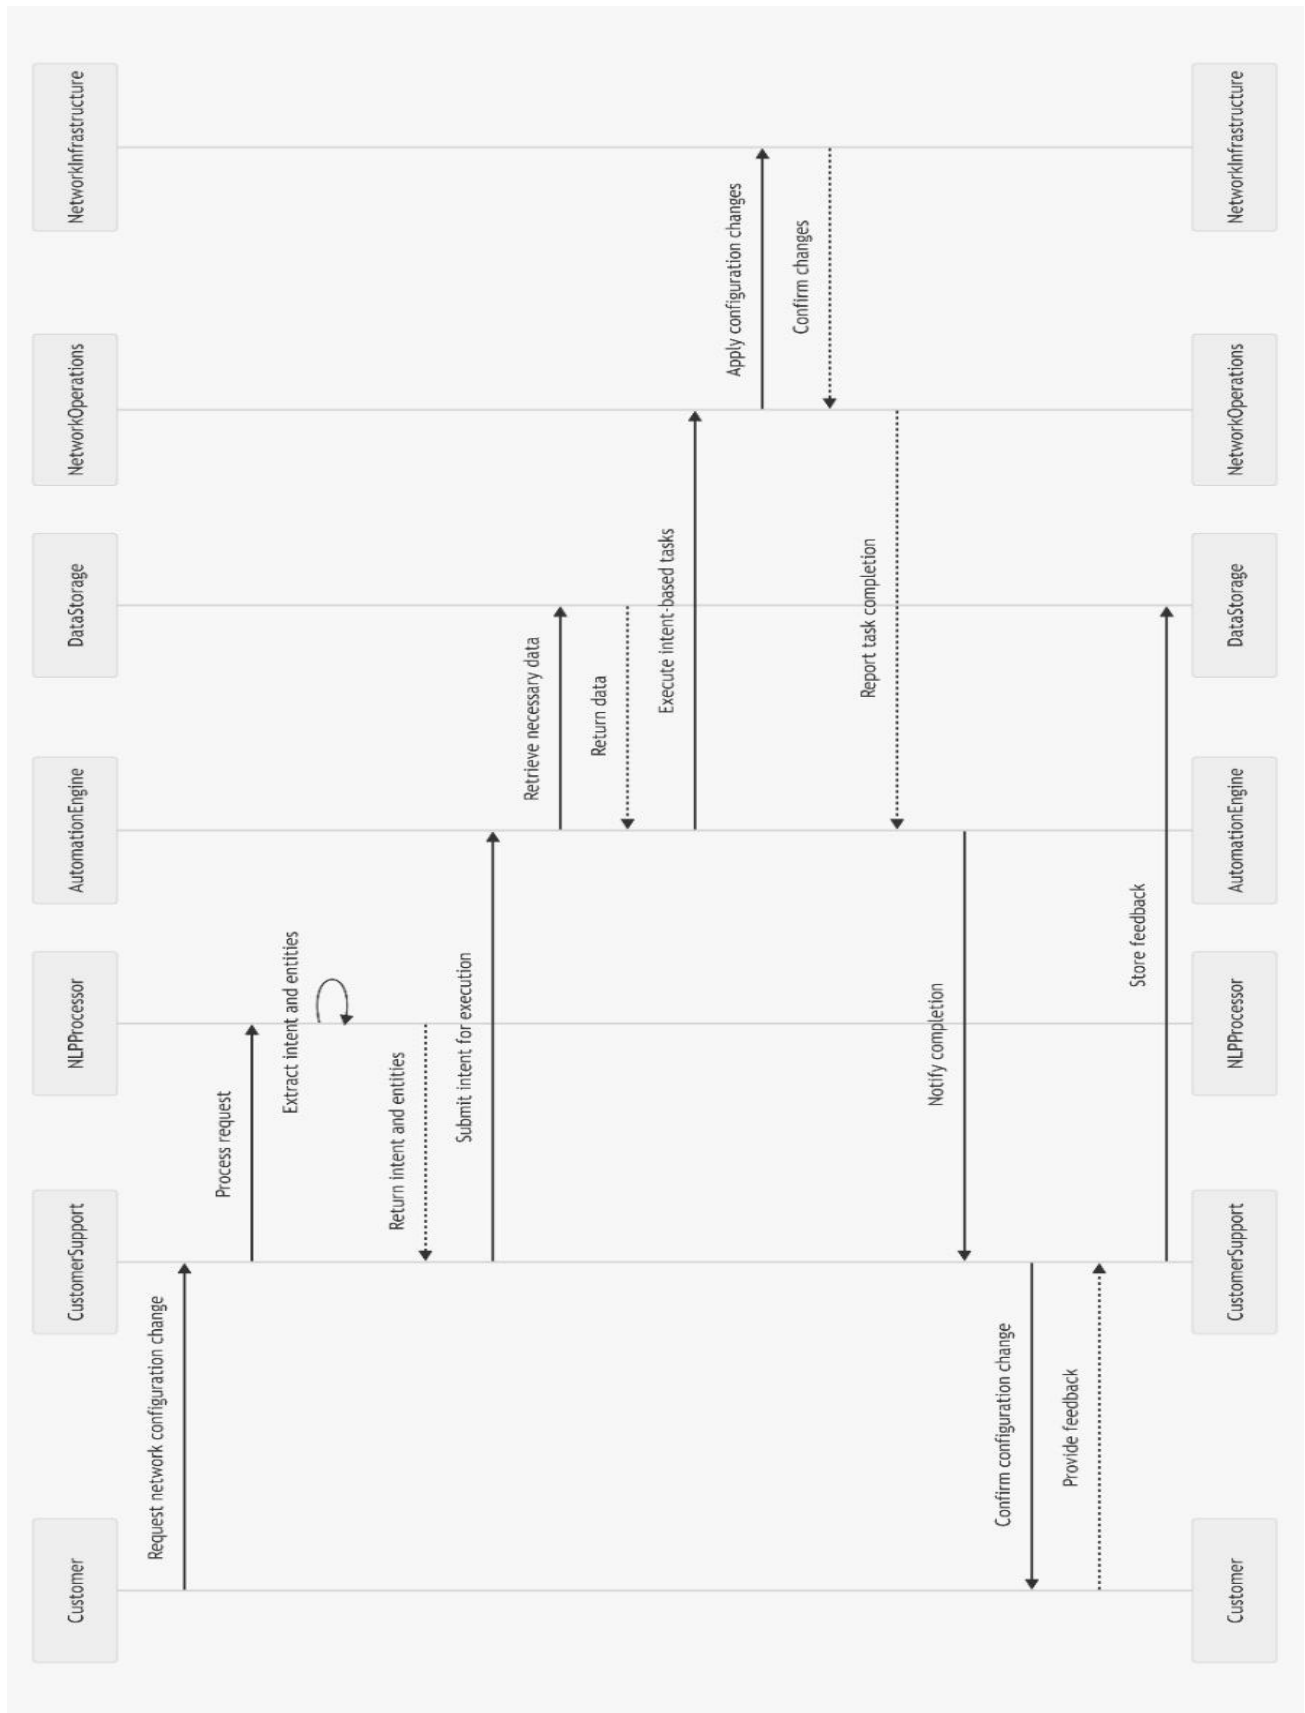 Customer
CustomerSupport
NLPProcessor
AutomationEngine
DataStorage
NetworkOperations
NetworkInfrastructure
Request network configuration change
Process request
Extract intent and entities
Return intent and entities
Submit intent for execution
Retrieve necessary data
Return data
Execute intent-based tasks
Apply configuration changes
Confirm changes
Report task completion
Notify completion
Confirm configuration change
Provide feedback
Store feedback
Customer
CustomerSupport
NLPProcessor
AutomationEngine
DataStorage
NetworkOperations
NetworkInfrastructure